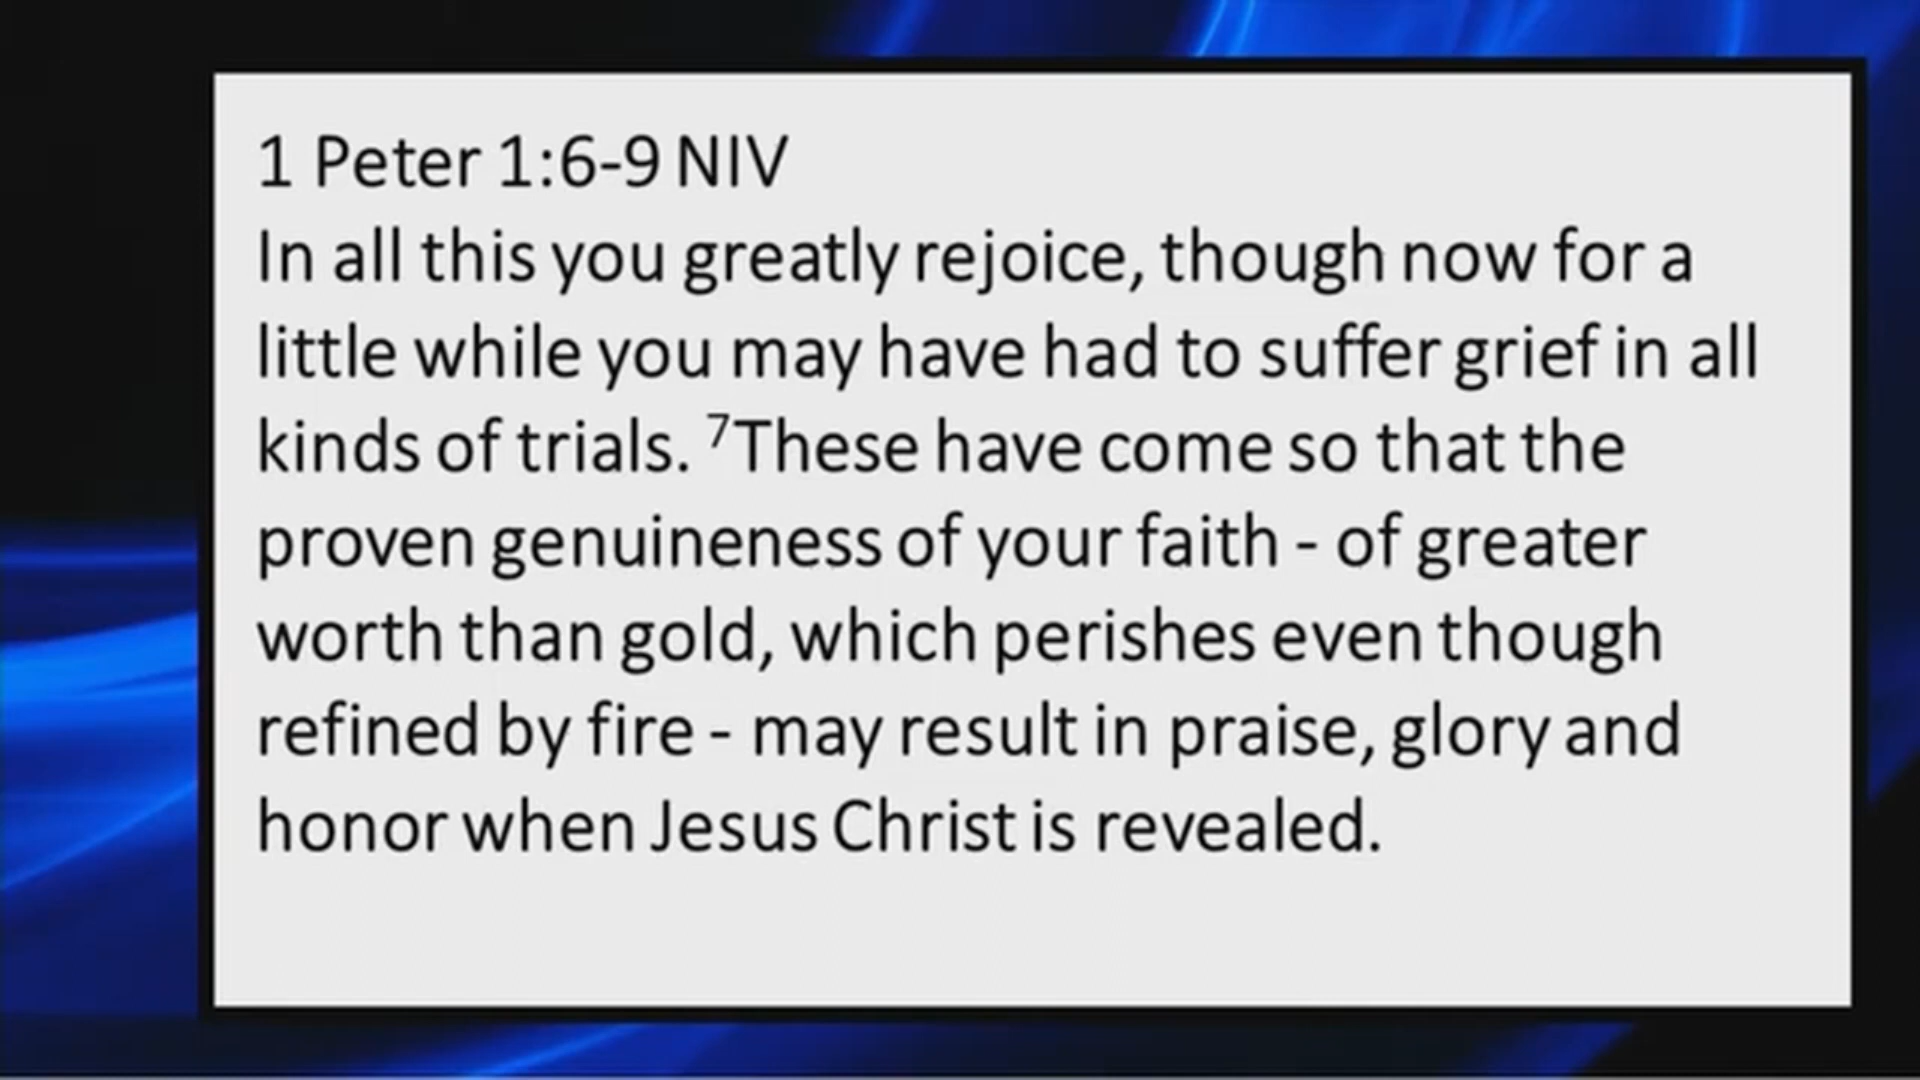 1 Peter 1:6-9 NIV
In all this you greatly rejoice, though now for a
little while you may have had to suffer grief in all
kinds of trials. ⁷These have come so that the
proven genuineness of your faith - of greater
worth than gold, which perishes even though
refined by fire - may result in praise, glory and
honor when Jesus Christ is revealed.